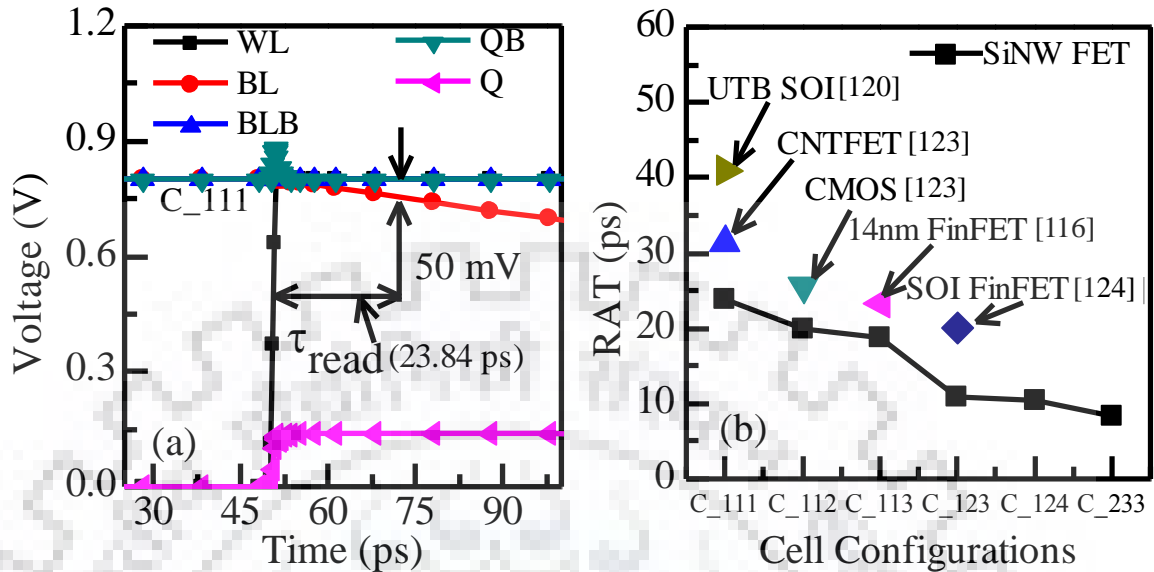 1.2
0.9
0.6
0.3
0.0
Voltage (V)
WL
BL
BLB
QB
Q
C_111
50 mV
τread (23.84 ps)
(a)
30
45
60
75
90
Time (ps)
60
50
40
30
20
10
0
RAT (ps)
SiNW FET
UTB SOI[120]
CNTFET [123]
CMOS [123]
14nm FinFET [116]
SOI FinFET[124]
(b)
C_111
C_112
C_113
C_123
C_124
C_233
Cell Configurations